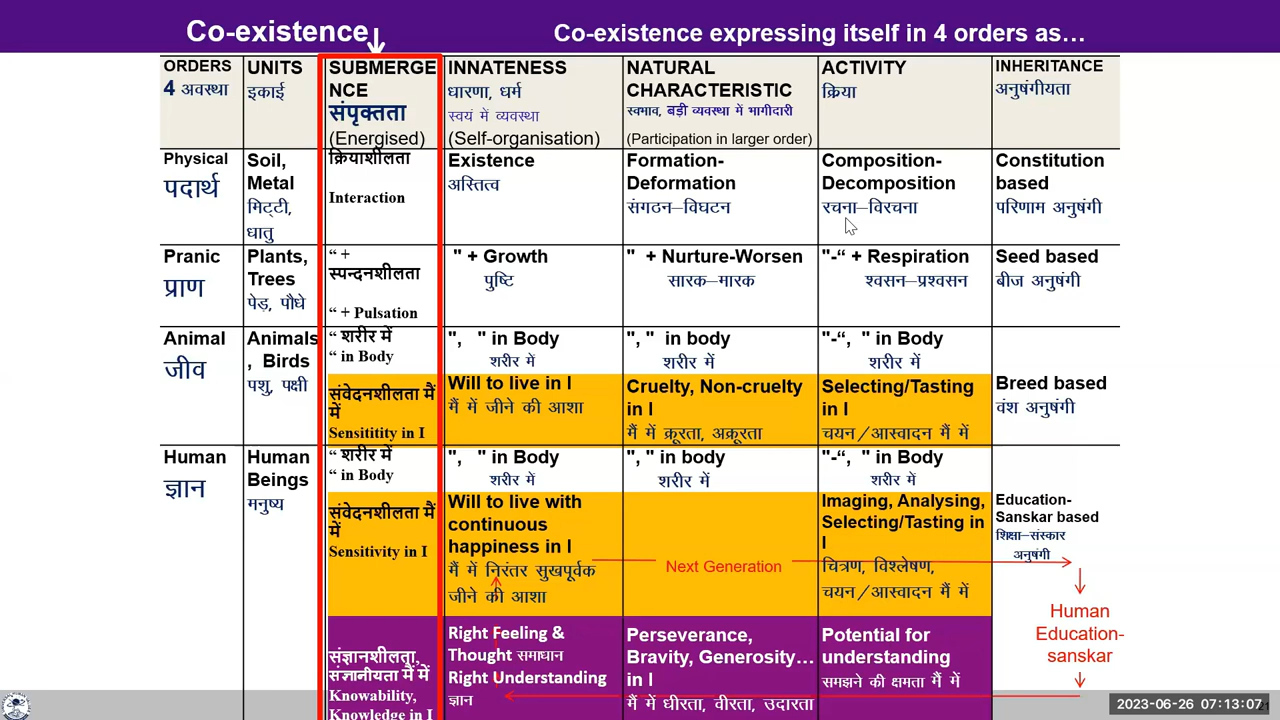 Co-existence
Co-existence expressing itself in 4 orders as…
ORDERS
4 अवस्था
UNITS
इकाई
SUBMERGE
NCE
संपृक्तता
(Energised)
INNATENESS
धारणा, धर्म
स्वयं में व्यवस्था
(Self-organisation)
NATURAL
CHARACTERISTIC
स्वभाव, बड़ी व्यवस्था में भागीदारी
(Participation in larger order)
ACTIVITY
क्रिया
INHERITANCE
अनुषंगीयता
Physical
पदार्थ
Soil,
Metal
मिट्टी,
धातु
क्रियाशीलता
Interaction
Existence
अस्तित्व
Formation-
Deformation
संगठन–विघटन
Composition-
Decomposition
रचना–विरचना
Constitution
based
परिणाम अनुषंगी
Pranic
प्राण
Plants,
Trees
पेड़, पौधे
“ +
स्पन्दनशीलता
“ + Pulsation
" + Growth
पुष्टि
" + Nurture-Worsen
सारक–मारक
"-“ + Respiration
श्वसन–प्रश्वसन
Seed based
बीज अनुषंगी
Animal
जीव
Animals
, Birds
पशु, पक्षी
“ शरीर में
“ in Body
संवेदनशीलता मैं
में
Sensititity in I
", " in Body
शरीर में
Will to live in I
मैं में जीने की आशा
", " in body
शरीर में
Cruelty, Non-cruelty
in I
मैं में क्रूरता, अक्रूरता
"-“, " in Body
शरीर में
Selecting/Tasting
in I
चयन/आस्वादन मैं में
Breed based
वंश अनुषंगी
Human
ज्ञान
Human
Beings
मनुष्य
“ शरीर में
“ in Body
संवेदनशीलता मैं
में
Sensitivity in I
संज्ञानशीलता,
संज्ञानीयता मैं में
Knowability,
Knowledge in I
", " in Body
शरीर में
Will to live with
continuous
happiness in I
मैं में निरंतर सुखपूर्वक
जीने की आशा
Right Feeling &
Thought समाधान
Right Understanding
ज्ञान
", " in body
शरीर में
Next Generation
Perseverance,
Bravity, Generosity…
in I
मैं में धीरता, वीरता, उदारता
"-“, " in Body
शरीर में
Imaging, Analysing,
Selecting/Tasting in
I
चित्रण, विश्लेषण,
चयन/आस्वादन मैं में
Potential for
understanding
समझने की क्षमता मैं में
Education-
Sanskar based
शिक्षा–संस्कार
अनुषंगी
Human
Education-
sanskar
2023-06-26 07:13:07